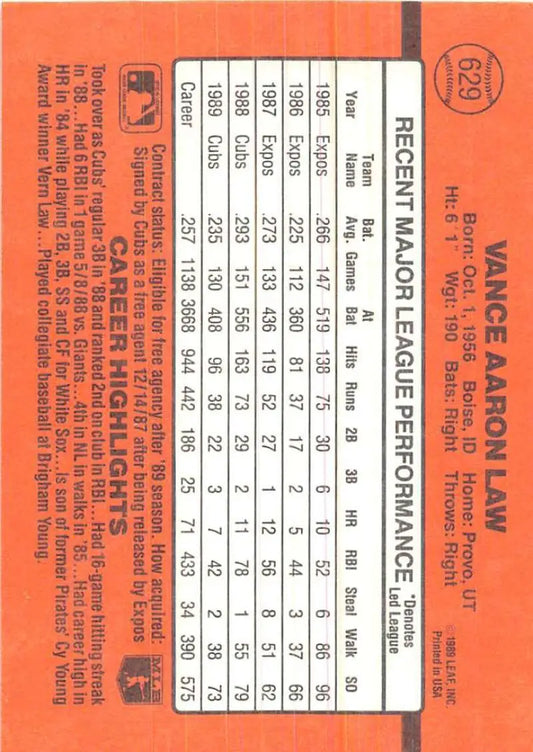 629
VANCE AARON LAW
Born: Oct. 1, 1956 Boise, ID Home: Provo, UT
Ht: 6' 1" Wgt: 190 Bats: Right Throws: Right
© 1989 LEAF, INC.
Printed in USA
RECENT MAJOR LEAGUE PERFORMANCE *Denotes Led League
Year Team Name Bat. Avg. Games At Bat Hits Runs 2B 3B HR RBI Steal Walk SO
1985 Expos .266 147 519 138 75 30 6 10 52 6 86 96
1986 Expos .225 112 360 81 37 17 2 5 44 3 37 66
1987 Expos .273 133 436 119 52 27 1 12 56 8 51 62
1988 Cubs .293 151 556 163 73 29 2 11 78 1 55 79
1989 Cubs .235 130 408 96 38 22 3 7 42 2 38 73
Career .257 1138 3668 944 442 186 25 71 433 34 390 575
Contract status: Eligible for free agency after '89 season. How acquired:
Signed by Cubs as a free agent 12/14/87 after being released by Expos
CAREER HIGHLIGHTS
Took over as Cubs' regular 3B in '88 and ranked 2nd on club in RBI... Had 16-game hitting streak
in '88... Had 6 RBI in 1 game 5/8/88 vs. Giants... 4th in NL in walks in '85... Had career high in
HR in '84 while playing 2B, 3B, SS and CF for White Sox... Is son of former Pirates' Cy Young
Award winner Vern Law... Played collegiate baseball at Brigham Young.